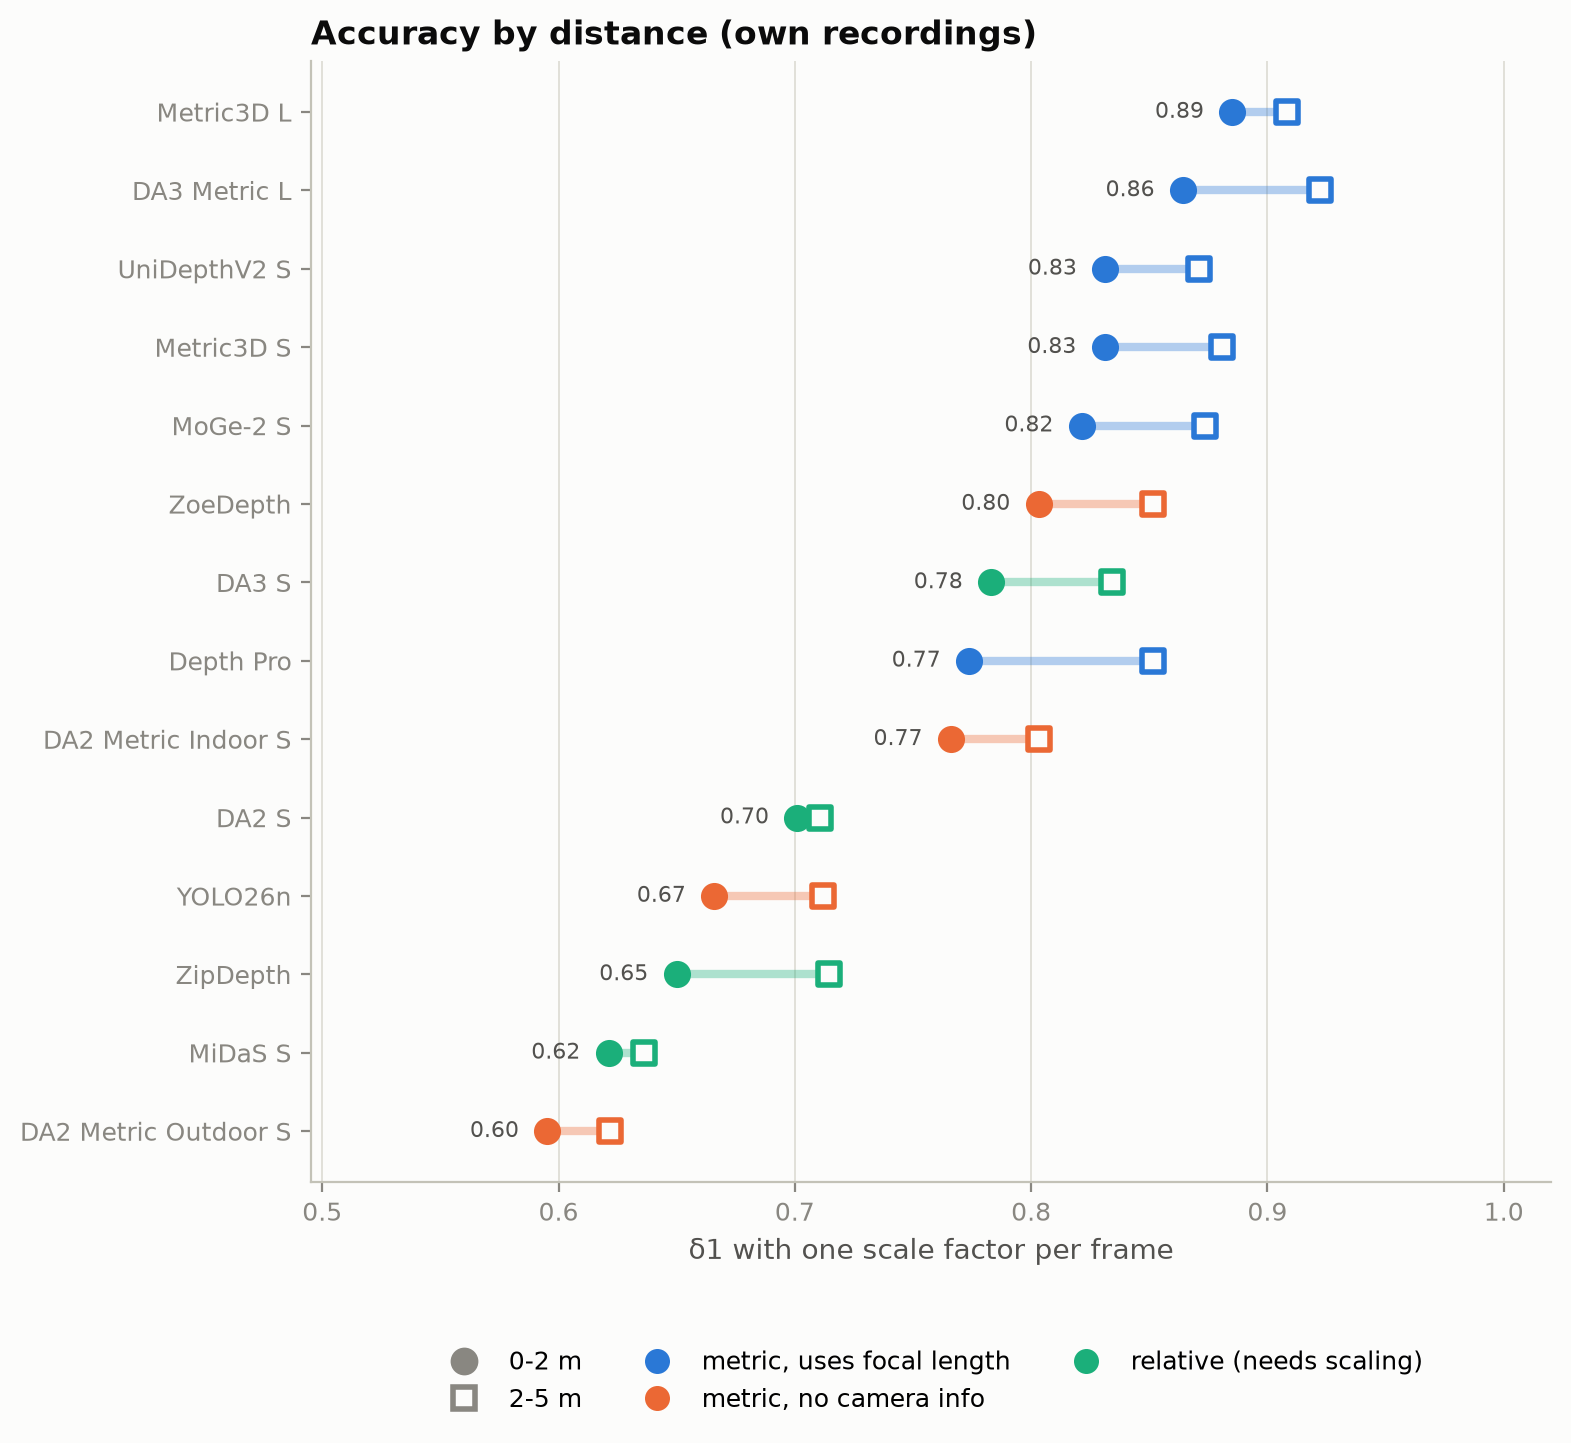 Accuracy by distance (own recordings)
Metric3D L 0.89
DA3 Metric L 0.86
UniDepthV2 S 0.83
Metric3D S 0.83
MoGe-2 S 0.82
ZoeDepth 0.80
DA3 S 0.78
Depth Pro 0.77
DA2 Metric Indoor S 0.77
DA2 S 0.70
YOLO26n 0.67
ZipDepth 0.65
MiDaS S 0.62
DA2 Metric Outdoor S 0.60
0.5 0.6 0.7 0.8 0.9 1.0
δ1 with one scale factor per frame
0-2 m metric, uses focal length relative (needs scaling)
2-5 m metric, no camera info